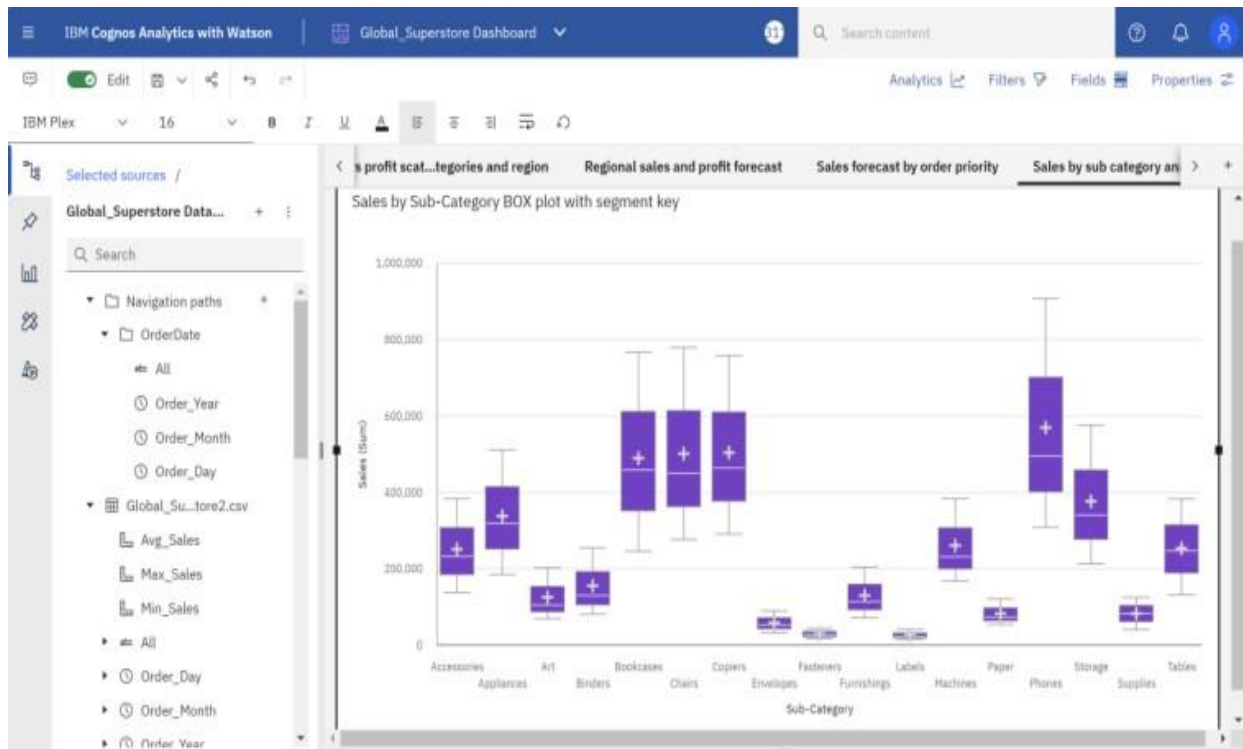 IBM Cognos Analytics with Watson
Global_Superstore Dashboard
31
Search content
Edit
Analytics
Filters
Fields
Properties
IBM Plex
16
B I U A
Selected sources /
s profit scat...tegories and region
Regional sales and profit forecast
Sales forecast by order priority
Sales by sub category an
Global_Superstore Data...
Search
Navigation paths
OrderDate
abc All
Order_Year
Order_Month
Order_Day
Global_Su...tore2.csv
Avg_Sales
Max_Sales
Min_Sales
abc All
Order_Day
Order_Month
Order_Year
Sales by Sub-Category BOX plot with segment key
Sales (Sum)
1,000,000
800,000
600,000
400,000
200,000
0
Accessories
Appliances
Art
Binders
Bookcases
Chairs
Copiers
Envelopes
Fasteners
Furnishings
Labels
Machines
Paper
Phones
Storage
Supplies
Tables
Sub-Category